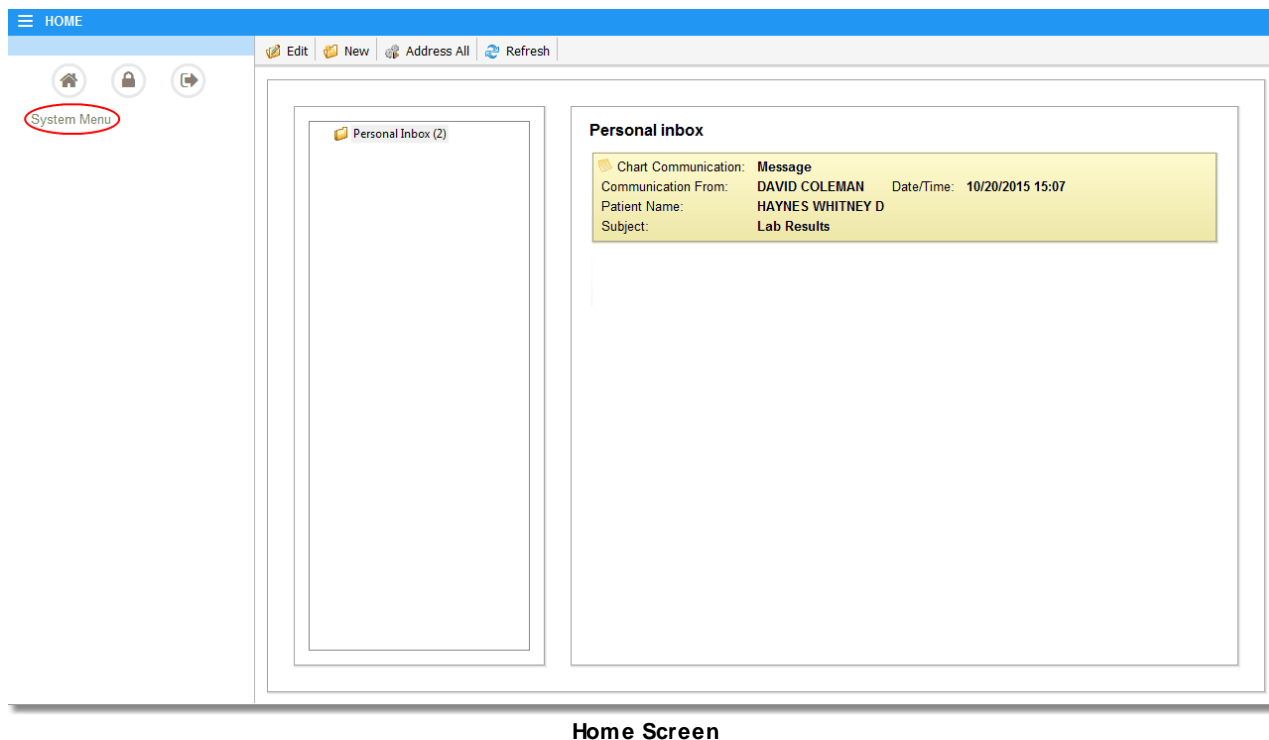 HOME
Edit New Address All Refresh
System Menu
Personal Inbox (2)
Personal inbox
Chart Communication: Message
Communication From: DAVID COLEMAN Date/Time: 10/20/2015 15:07
Patient Name: HAYNES WHITNEY D
Subject: Lab Results
Home Screen